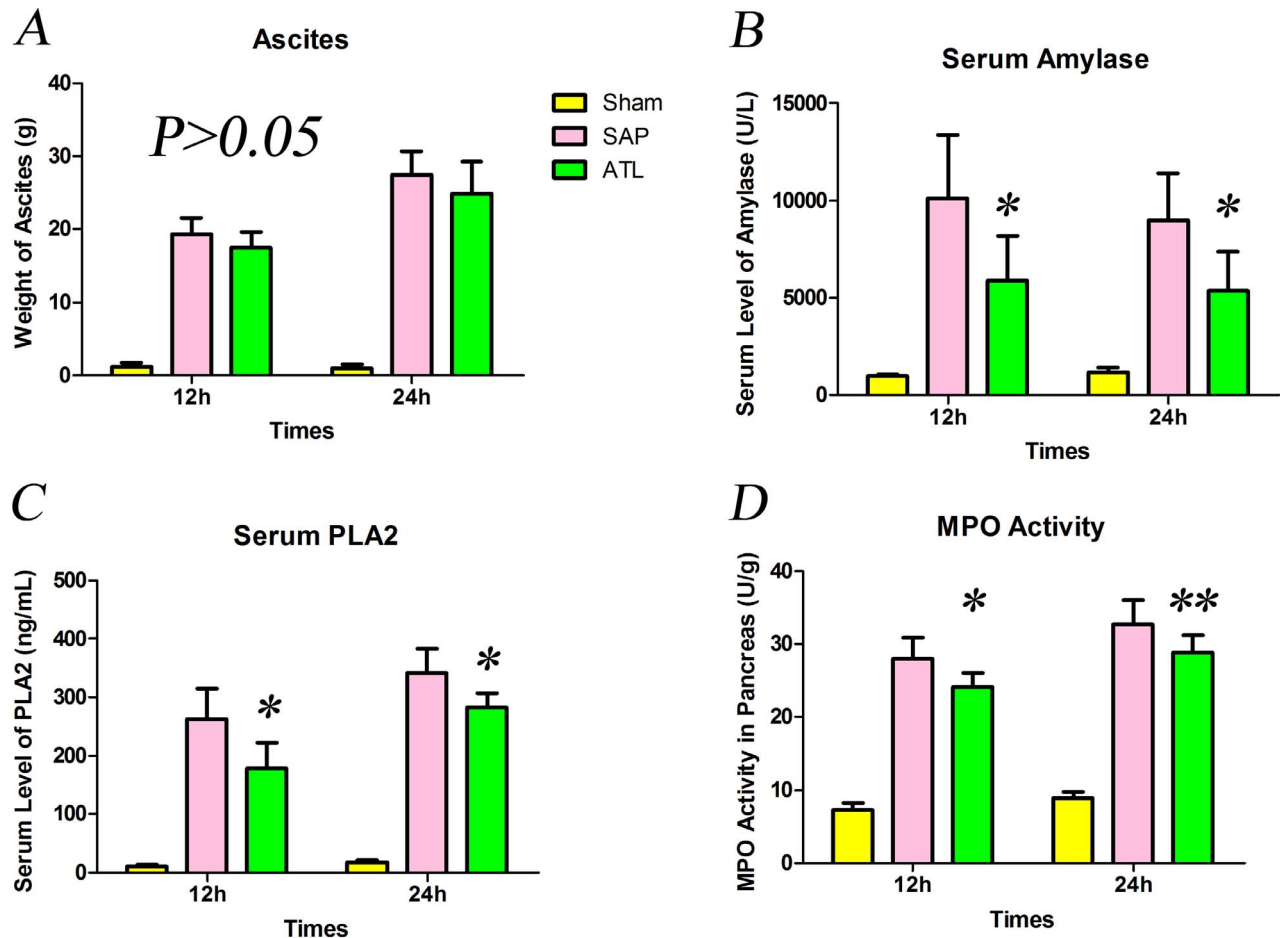 A
Ascites
Weight of Ascites (g)
40
30
20
10
0
P>0.05
12h
24h
Times
Sham
SAP
ATL
B
Serum Amylase
Serum Level of Amylase (U/L)
15000
10000
5000
0
*
*
12h
24h
Times
C
Serum PLA2
Serum Level of PLA2 (ng/mL)
500
400
300
200
100
0
*
*
12h
24h
Times
D
MPO Activity
MPO Activity in Pancreas (U/g)
40
30
20
10
0
*
**
12h
24h
Times